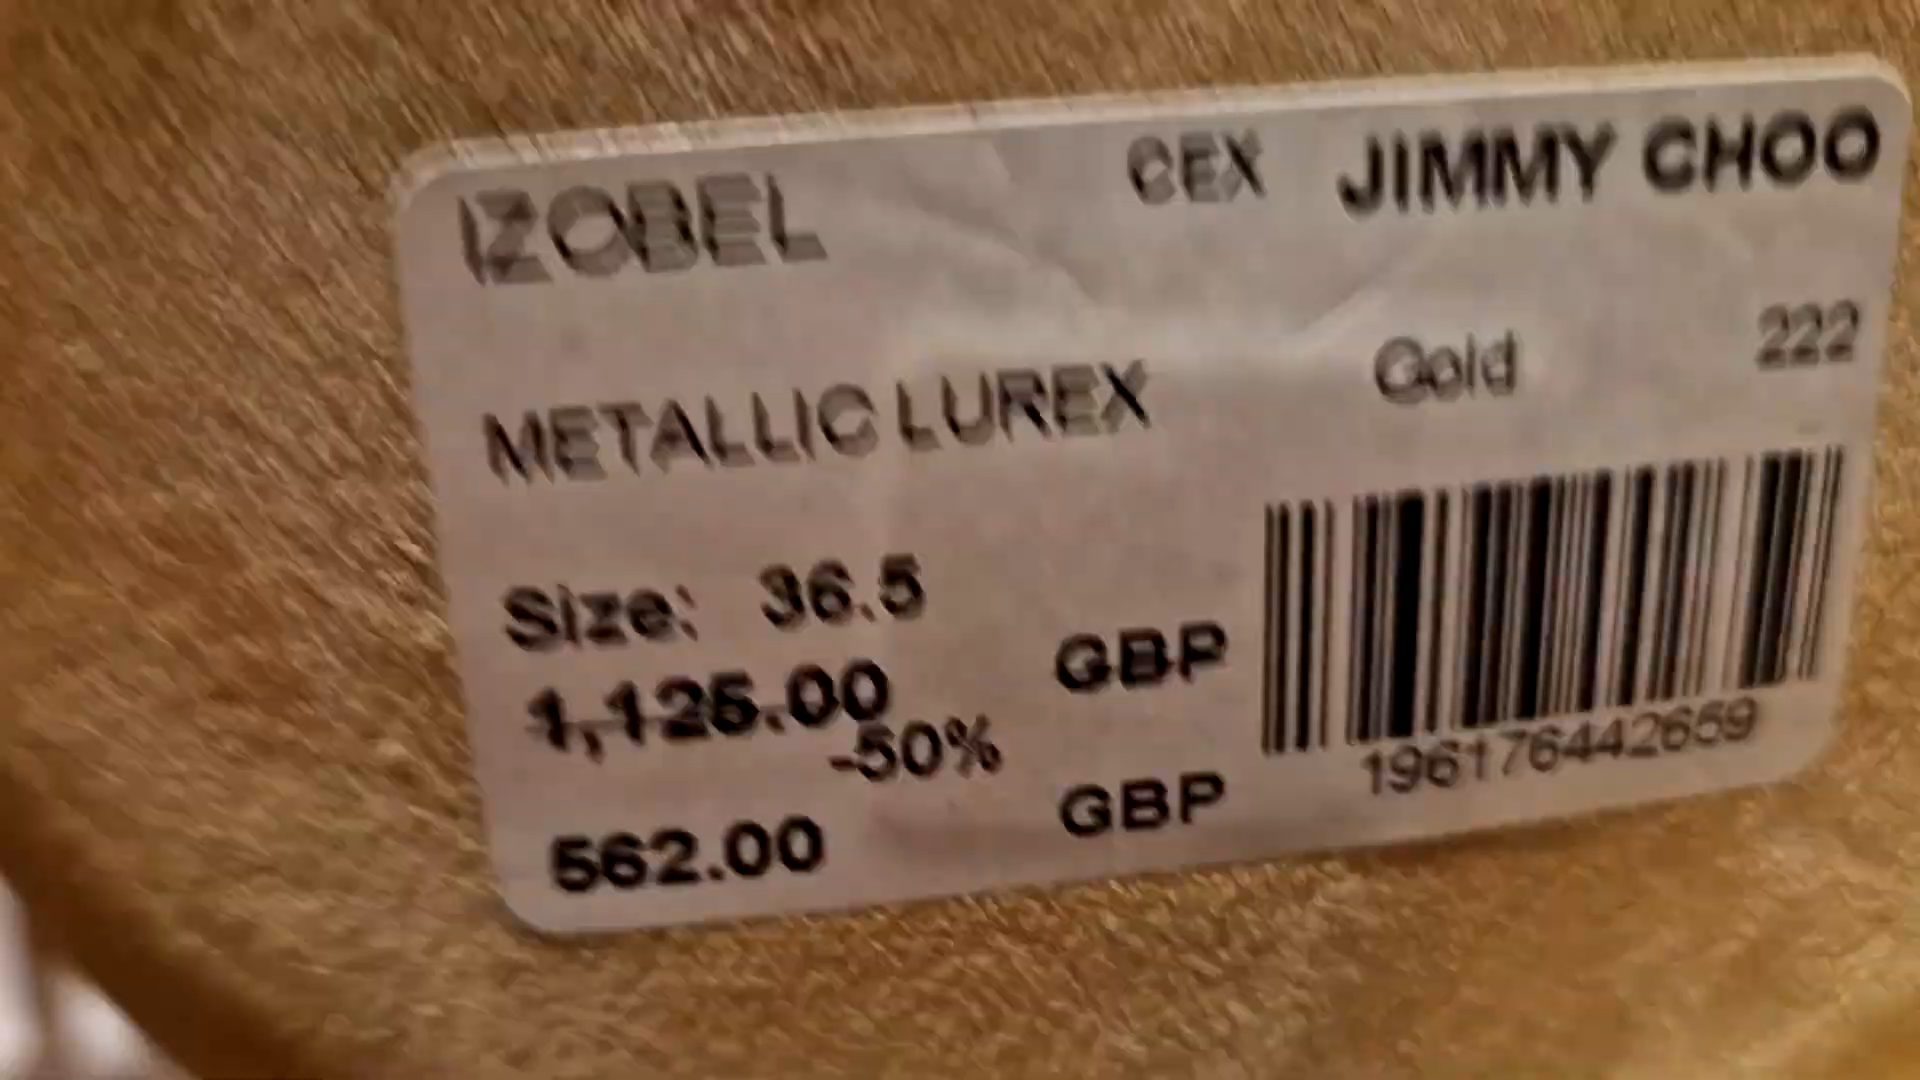 IZOBEL CEX JIMMY CHOO
METALLIC LUREX Gold 222
Size: 36.5
1,125.00 GBP
-50%
562.00 GBP
196176442659